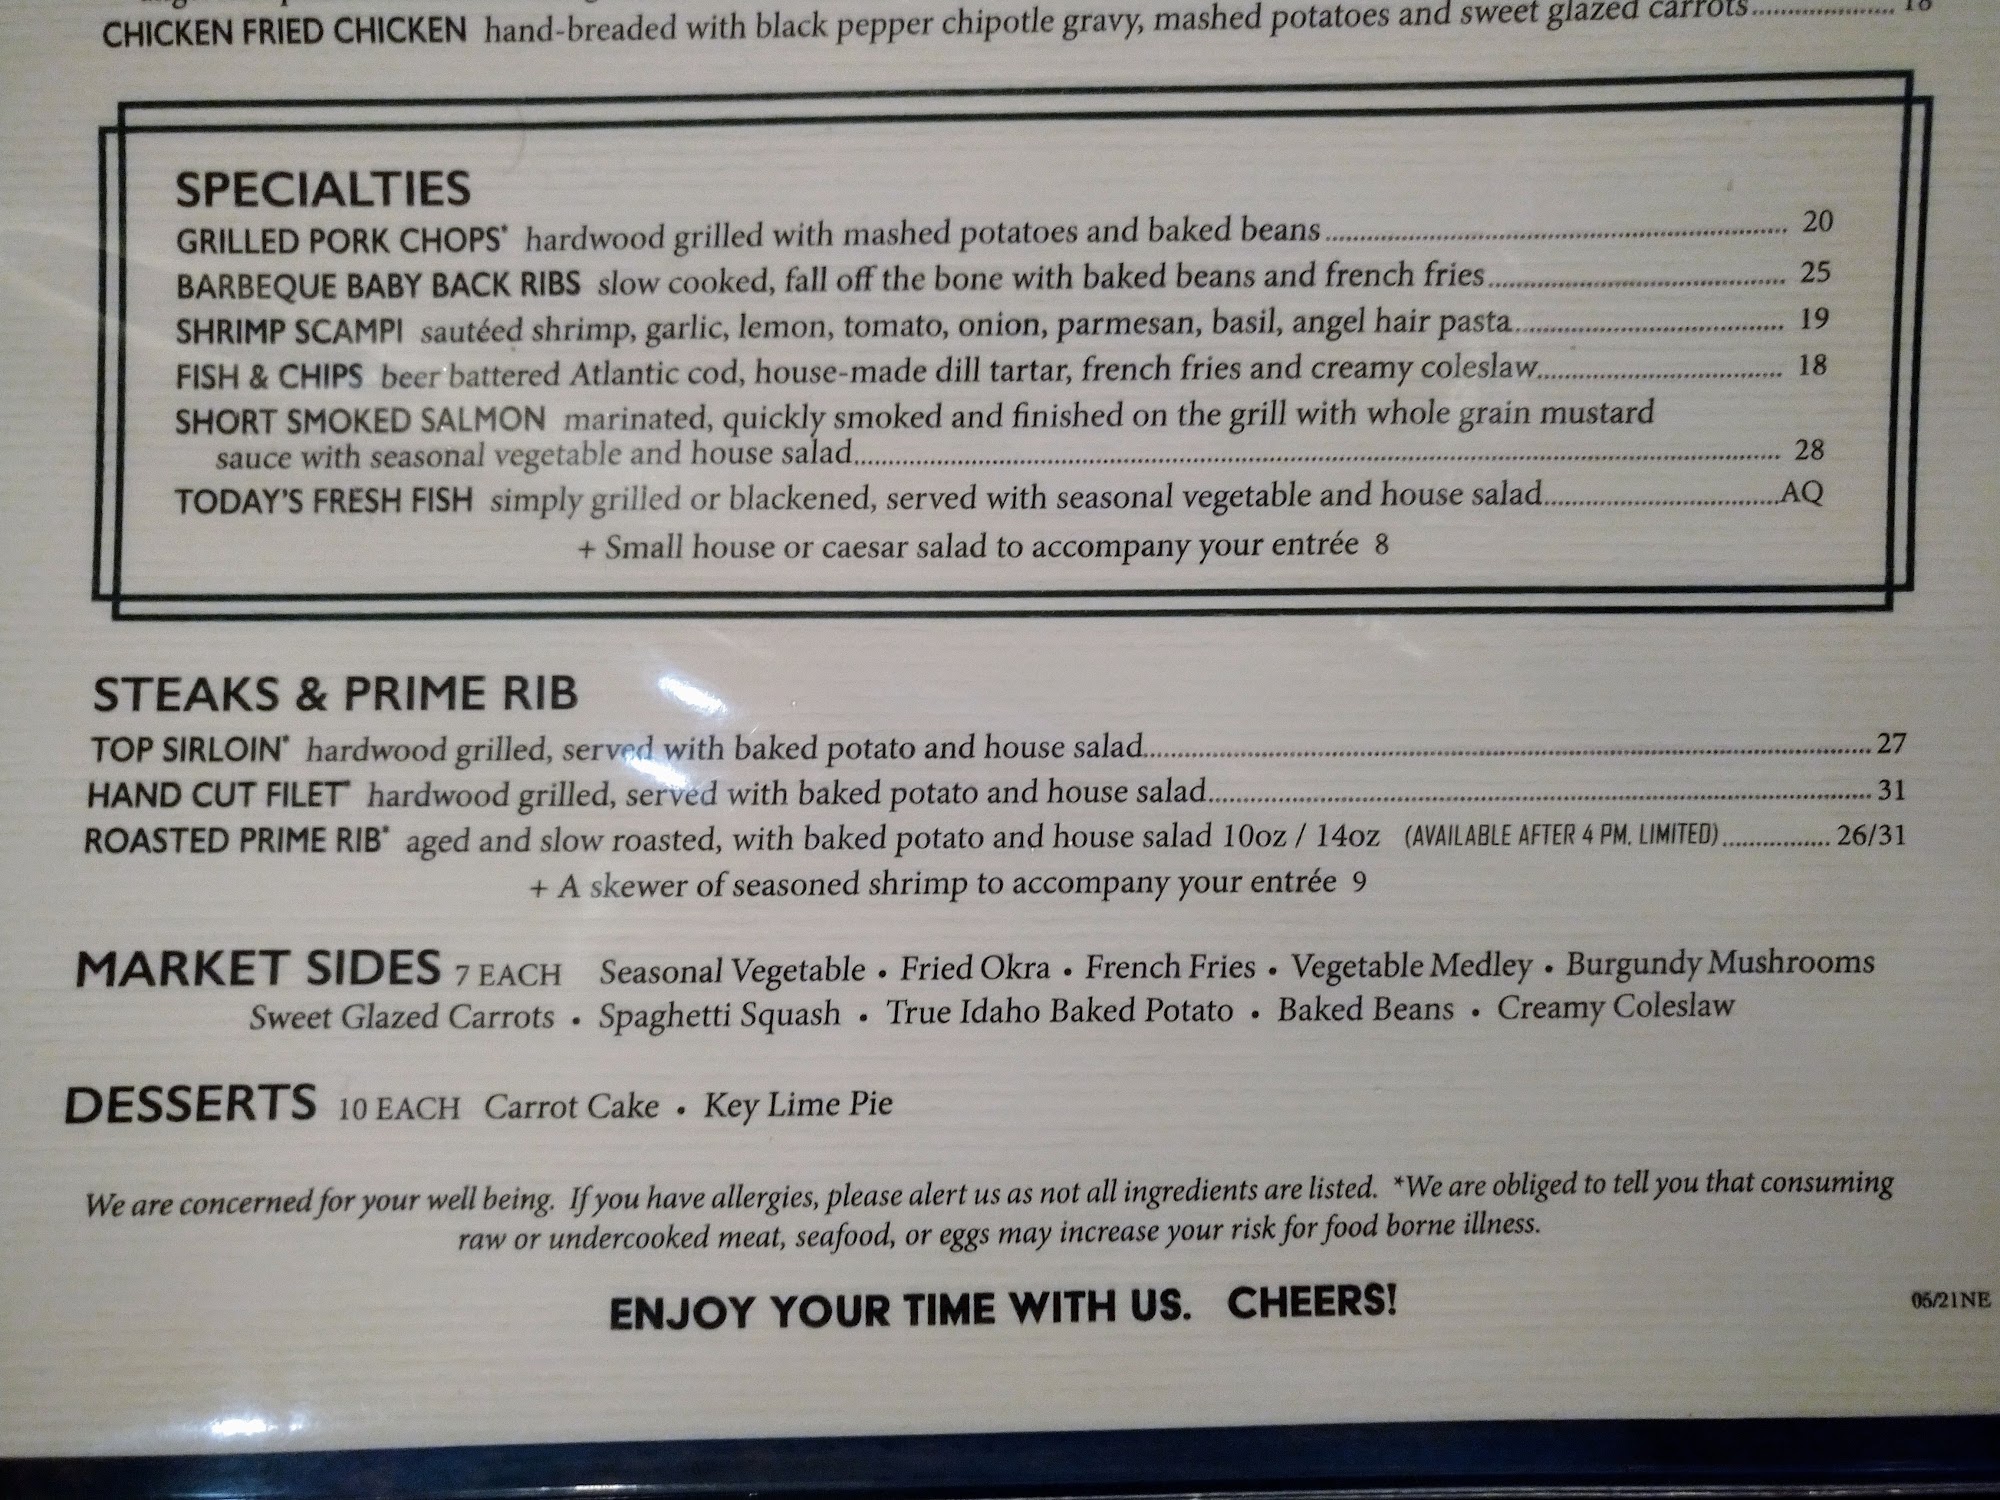 CHICKEN FRIED CHICKEN hand-breaded with black pepper chipotle gravy, mashed potatoes and sweet glazed carrots
SPECIALTIES
GRILLED PORK CHOPS* hardwood grilled with mashed potatoes and baked beans 20
BARBEQUE BABY BACK RIBS slow cooked, fall off the bone with baked beans and french fries 25
SHRIMP SCAMPI sautéed shrimp, garlic, lemon, tomato, onion, parmesan, basil, angel hair pasta 19
FISH & CHIPS beer battered Atlantic cod, house-made dill tartar, french fries and creamy coleslaw 18
SHORT SMOKED SALMON marinated, quickly smoked and finished on the grill with whole grain mustard
sauce with seasonal vegetable and house salad 28
TODAY'S FRESH FISH simply grilled or blackened, served with seasonal vegetable and house salad AQ
+ Small house or caesar salad to accompany your entrée 8
STEAKS & PRIME RIB
TOP SIRLOIN* hardwood grilled, served with baked potato and house salad 27
HAND CUT FILET* hardwood grilled, served with baked potato and house salad 31
ROASTED PRIME RIB* aged and slow roasted, with baked potato and house salad 10oz / 14oz (AVAILABLE AFTER 4 PM, LIMITED) 26/31
+ A skewer of seasoned shrimp to accompany your entrée 9
MARKET SIDES 7 EACH Seasonal Vegetable • Fried Okra • French Fries • Vegetable Medley • Burgundy Mushrooms
Sweet Glazed Carrots • Spaghetti Squash • True Idaho Baked Potato • Baked Beans • Creamy Coleslaw
DESSERTS 10 EACH Carrot Cake • Key Lime Pie
We are concerned for your well being. If you have allergies, please alert us as not all ingredients are listed. *We are obliged to tell you that consuming
raw or undercooked meat, seafood, or eggs may increase your risk for food borne illness.
ENJOY YOUR TIME WITH US. CHEERS!
05/21NE